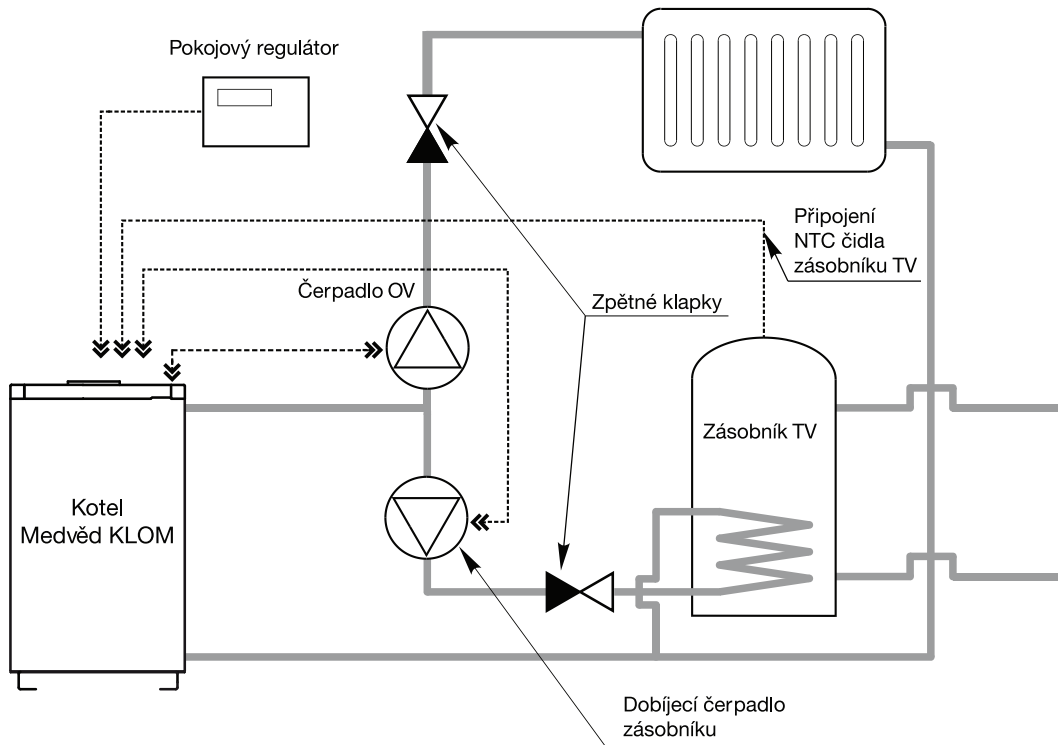 Pokojový regulátor
Připojení
NTC čidla
zásobníku TV
Čerpadlo OV
Zpětné klapky
Zásobník TV
Kotel
Medvěd KLOM
Dobíjecí čerpadlo
zásobníku